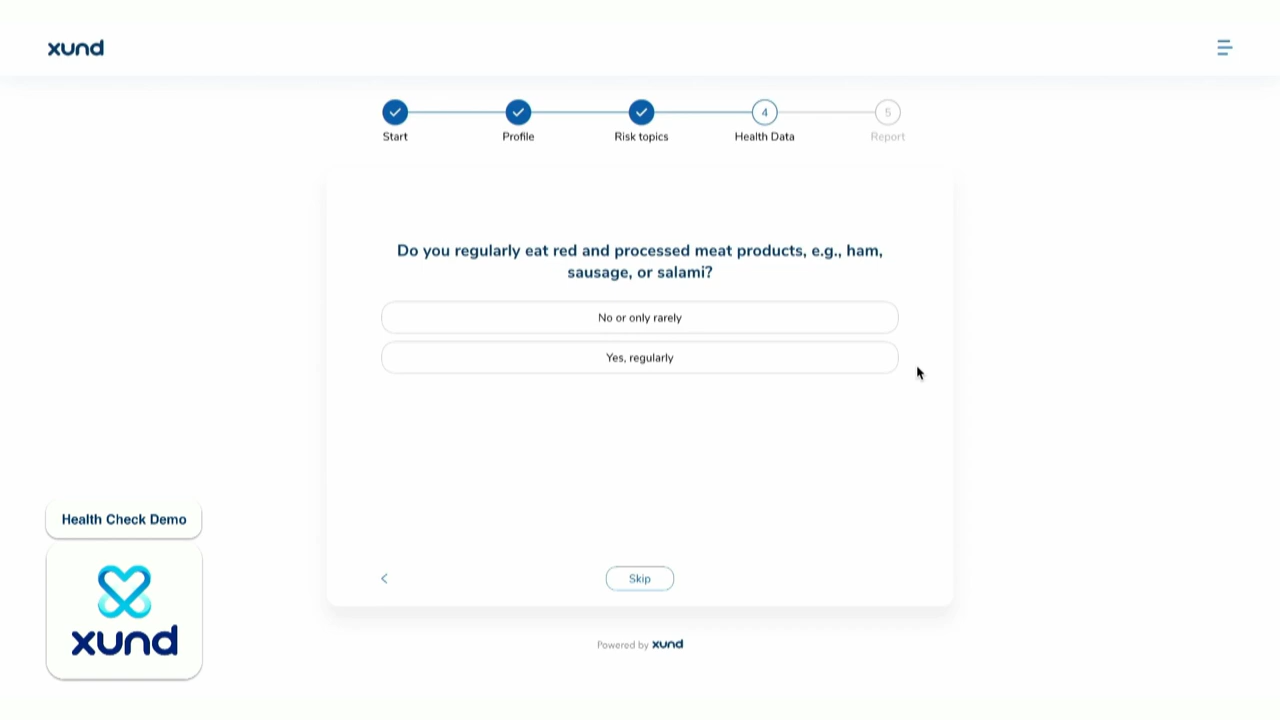 xund
4
5
Start
Profile
Risk topics
Health Data
Report
Do you regularly eat red and processed meat products, e.g., ham,
sausage, or salami?
No or only rarely
Yes, regularly
Health Check Demo
xund
Skip
Powered by xund